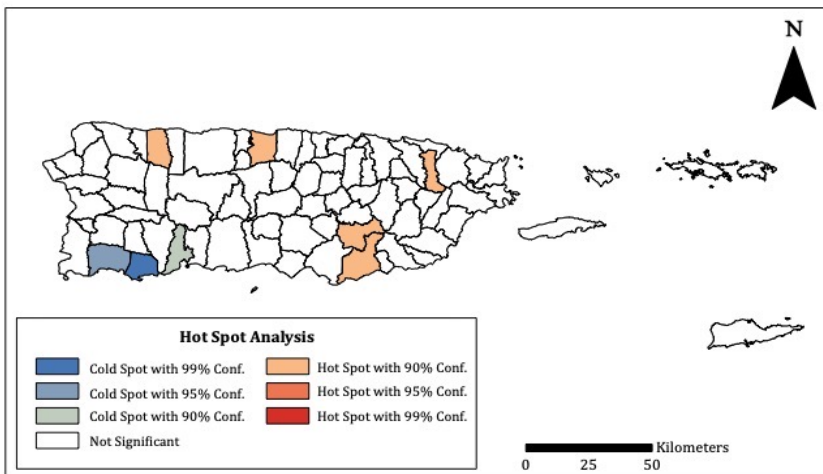 N
Hot Spot Analysis
Cold Spot with 99% Conf.
Hot Spot with 90% Conf.
Cold Spot with 95% Conf.
Hot Spot with 95% Conf.
Cold Spot with 90% Conf.
Hot Spot with 99% Conf.
Not Significant
Kilometers
0 25 50